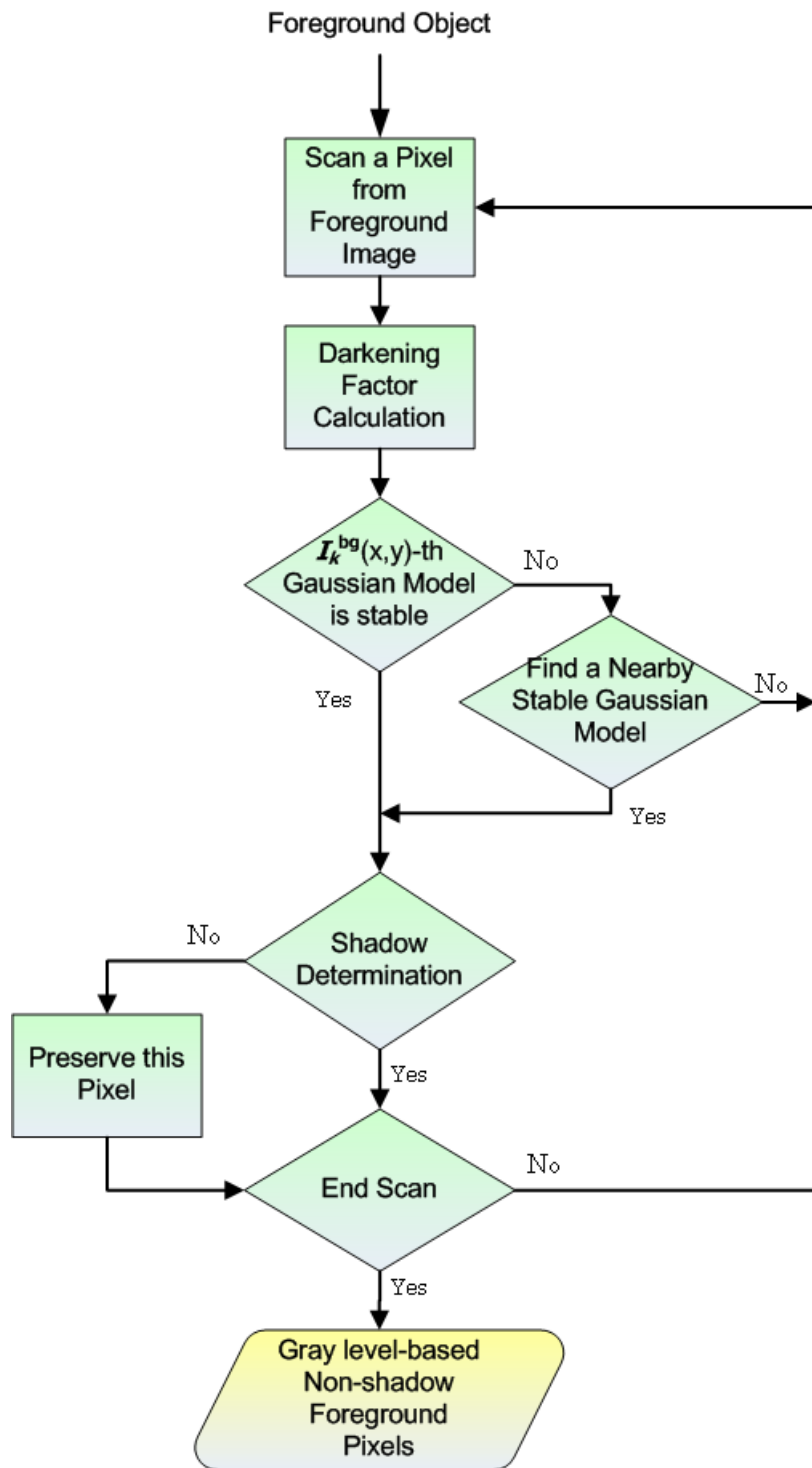 Foreground Object
Scan a Pixel
from
Foreground
Image
Darkening
Factor
Calculation
I_k^bg(x,y)-th
Gaussian Model
is stable
No
Find a Nearby
Stable Gaussian
Model
No
Yes
Yes
Shadow
Determination
No
Preserve this
Pixel
Yes
End Scan
No
Yes
Gray level-based
Non-shadow
Foreground
Pixels